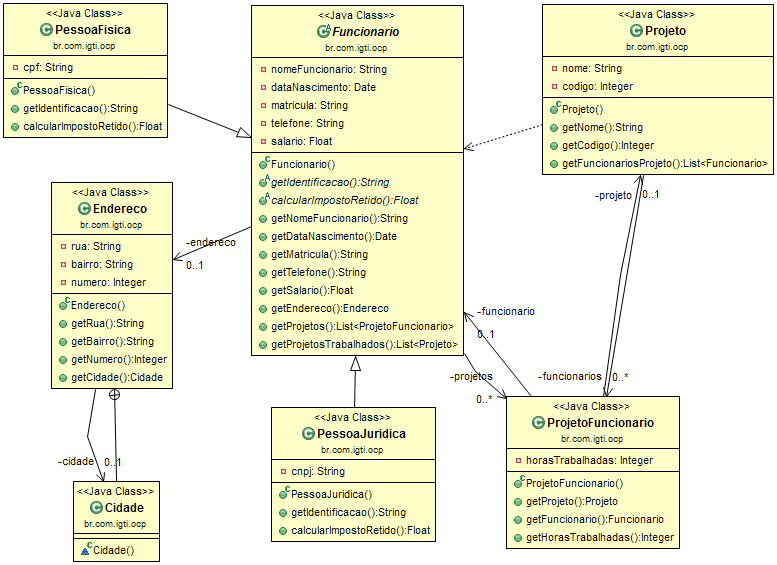 <<Java Class>>
PessoaFisica
br.com.igti.ocp
cpf: String
PessoaFisica()
getIdentificacao():String
calcularImpostoRetido():Float
<<Java Class>>
Funcionario
br.com.igti.ocp
nomeFuncionario: String
dataNascimento: Date
matricula: String
telefone: String
salario: Float
Funcionario()
getIdentificacao():String
calcularImpostoRetido():Float
getNomeFuncionario():String
getDataNascimento():Date
getMatricula():String
getTelefone():String
getSalario():Float
getEndereco():Endereco
getProjetos():List<ProjetoFuncionario>
getProjetosTrabalhados():List<Projeto>
<<Java Class>>
Projeto
br.com.igti.ocp
nome: String
codigo: Integer
Projeto()
getNome():String
getCodigo():Integer
getFuncionariosProjeto():List<Funcionario>
<<Java Class>>
Endereco
br.com.igti.ocp
rua: String
bairro: String
numero: Integer
Endereco()
getRua():String
getBairro():String
getNumero():Integer
getCidade():Cidade
-endereco
0..1
-projeto
0..1
-funcionario
0..1
-projetos
0..*
-funcionarios
0..*
-cidade
0..1
<<Java Class>>
Cidade
br.com.igti.ocp
Cidade()
<<Java Class>>
PessoaJuridica
br.com.igti.ocp
cnpj: String
PessoaJuridica()
getIdentificacao():String
calcularImpostoRetido():Float
<<Java Class>>
ProjetoFuncionario
br.com.igti.ocp
horasTrabalhadas: Integer
ProjetoFuncionario()
getProjeto():Projeto
getFuncionario():Funcionario
getHorasTrabalhadas():Integer